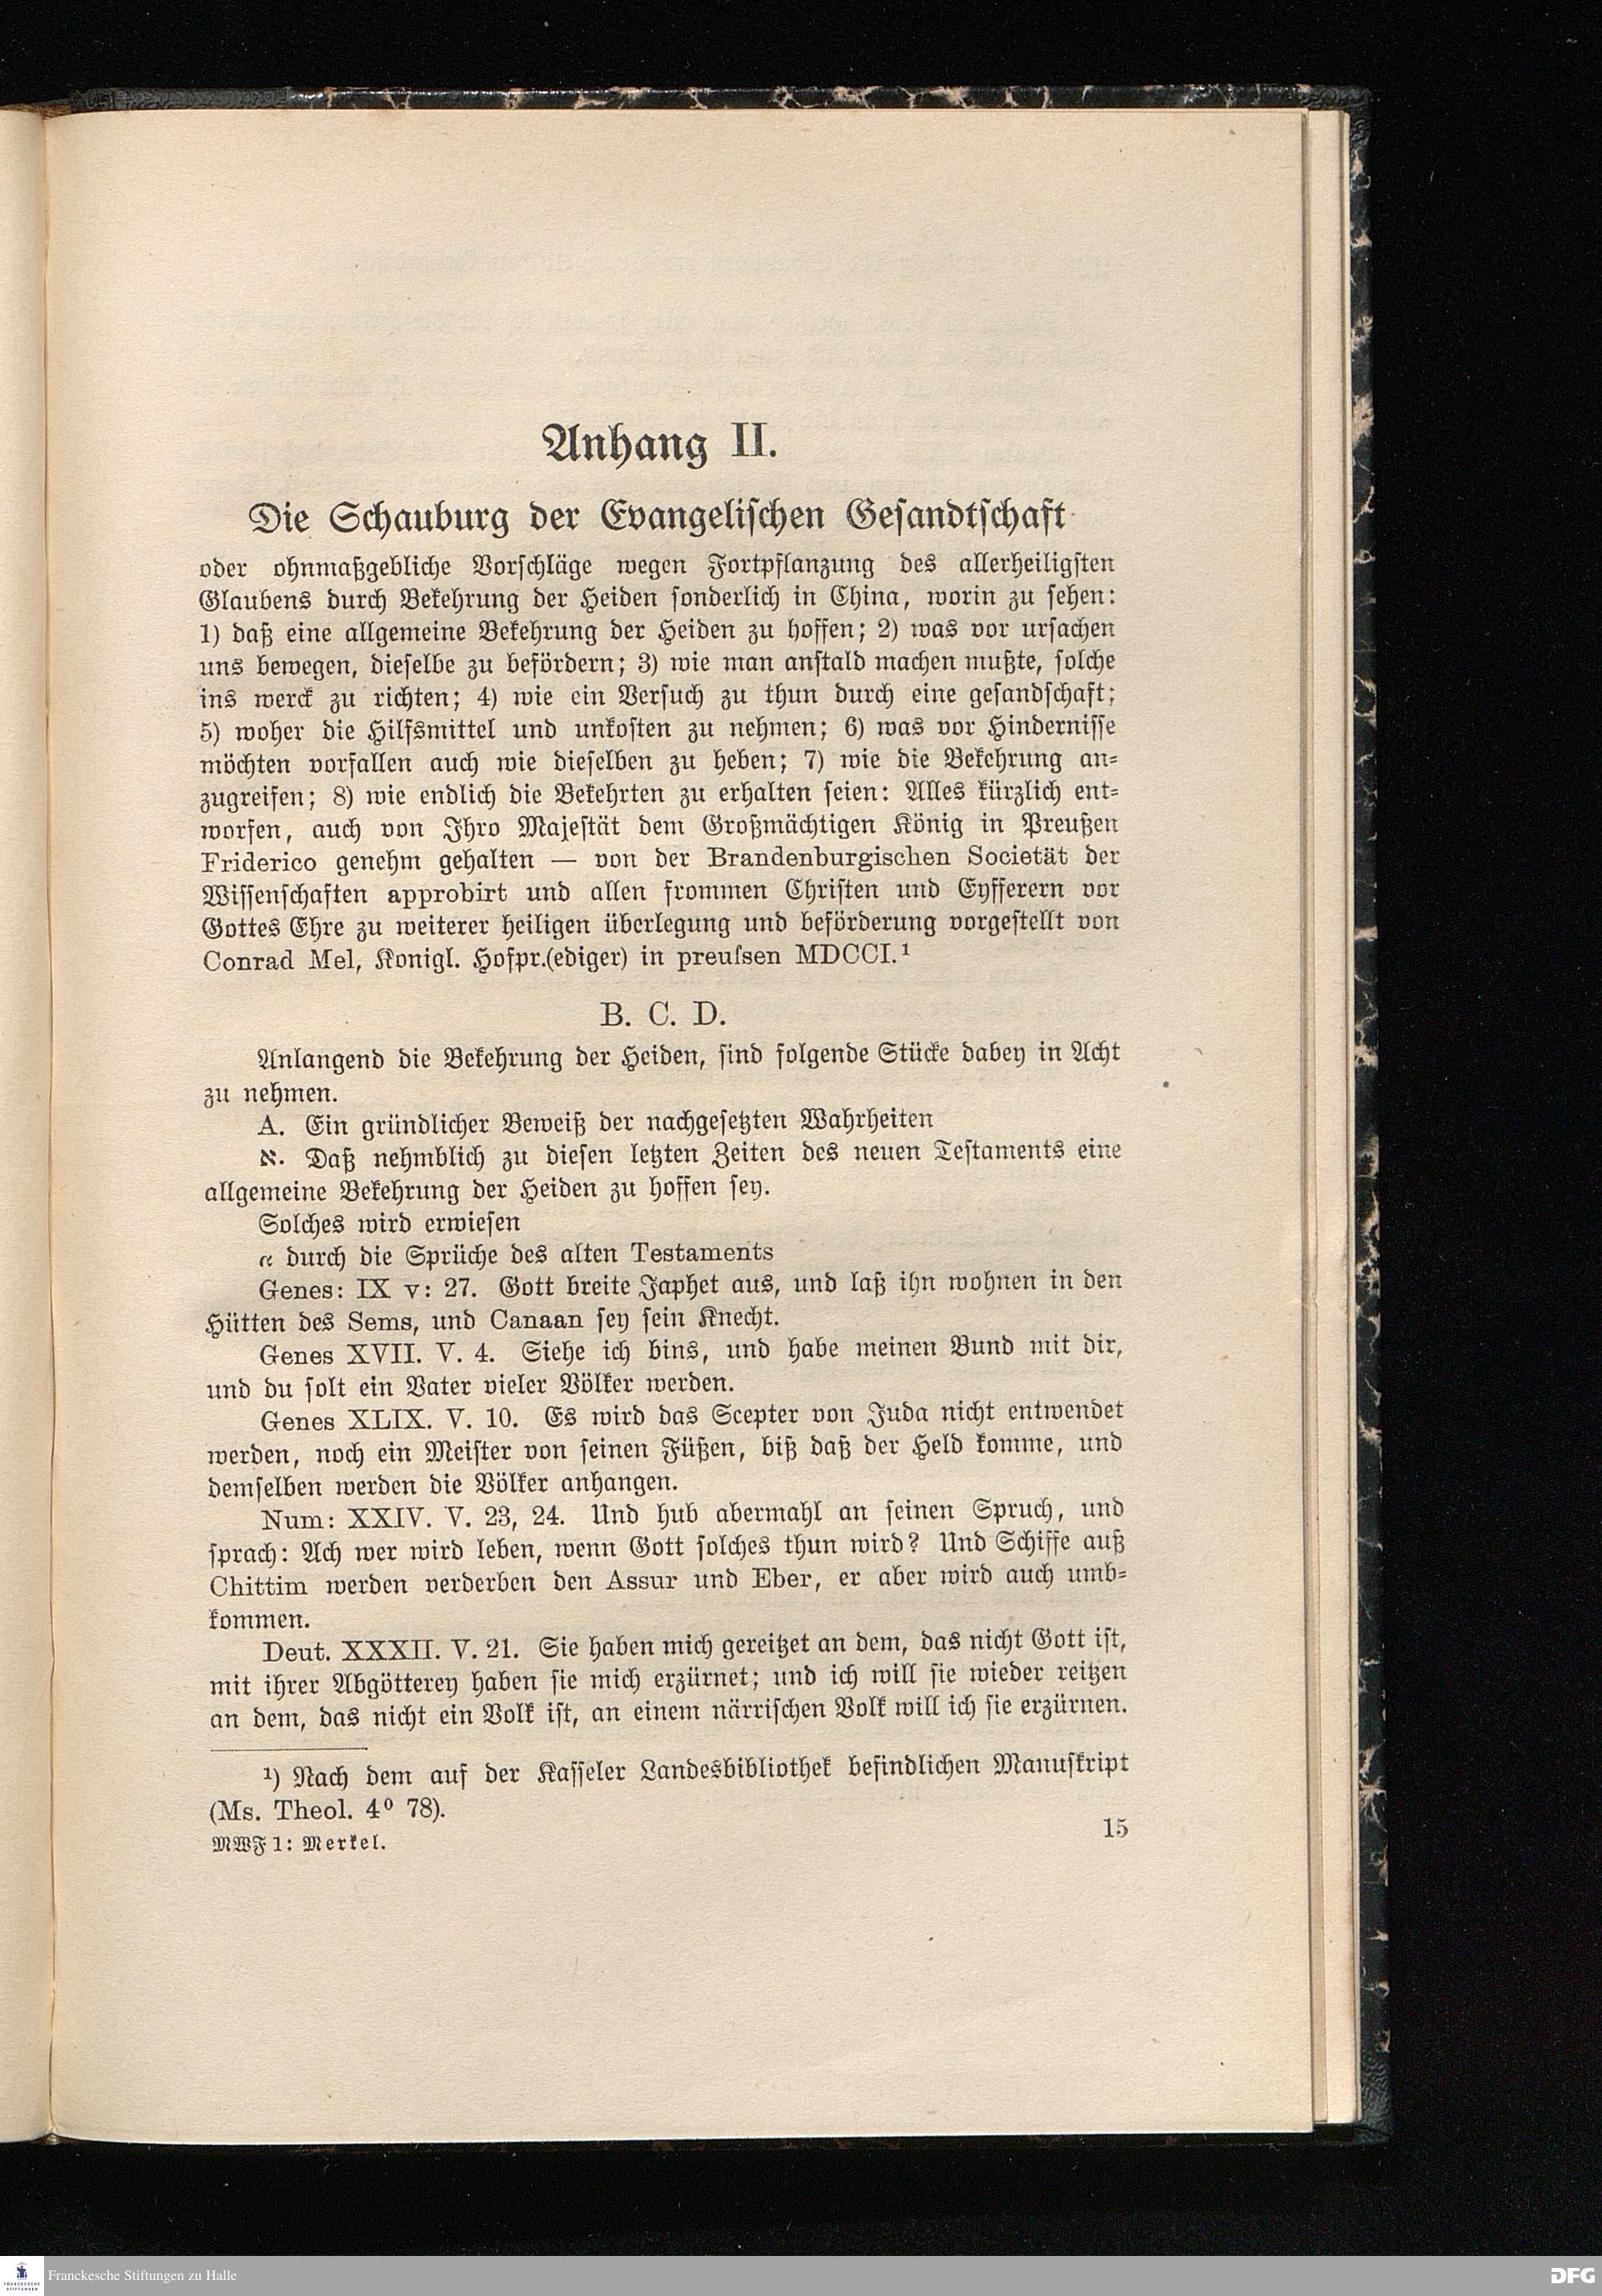 Anhang II.
Die Schauburg der Evangelischen Gesandtschaft
oder ohnmaßgebliche Vorschläge wegen Fortpflanzung des allerheiligsten
Glaubens durch Bekehrung der Heiden sonderlich in China, worin zu sehen:
1) daß eine allgemeine Bekehrung der Heiden zu hoffen; 2) was vor ursachen
uns bewegen, dieselbe zu befördern; 3) wie man anstald machen mußte, solche
ins werck zu richten; 4) wie ein Versuch zu thun durch eine gesandschaft;
5) woher die Hilfsmittel und unkosten zu nehmen; 6) was vor Hindernisse
möchten vorfallen auch wie dieselben zu heben; 7) wie die Bekehrung an-
zugreifen; 8) wie endlich die Bekehrten zu erhalten seien: Alles kürzlich ent-
worfen, auch von Ihro Majestät dem Großmächtigen König in Preußen
Friderico genehm gehalten — von der Brandenburgischen Societät der
Wissenschaften approbirt und allen frommen Christen und Eyfferern vor
Gottes Ehre zu weiterer heiligen überlegung und beförderung vorgestellt von
Conrad Mel, Konigl. Hofpr.(ediger) in preuſsen MDCCI.¹
B. C. D.
Anlangend die Bekehrung der Heiden, sind folgende Stücke dabey in Acht
zu nehmen.
A. Ein gründlicher Beweiß der nachgesetzten Wahrheiten
א. Daß nehmblich zu diesen letzten Zeiten des neuen Testaments eine
allgemeine Bekehrung der Heiden zu hoffen sey.
Solches wird erwiesen
α durch die Sprüche des alten Testaments
Genes: IX v: 27. Gott breite Japhet aus, und laß ihn wohnen in den
Hütten des Sems, und Canaan sey sein Knecht.
Genes XVII. V. 4. Siehe ich bins, und habe meinen Bund mit dir,
und du solt ein Vater vieler Völker werden.
Genes XLIX. V. 10. Es wird das Scepter von Juda nicht entwendet
werden, noch ein Meister von seinen Füßen, biß daß der Held komme, und
demselben werden die Völker anhangen.
Num: XXIV. V. 23, 24. Und hub abermahl an seinen Spruch, und
sprach: Ach wer wird leben, wenn Gott solches thun wird? Und Schiffe auß
Chittim werden verderben den Assur und Eber, er aber wird auch umb-
kommen.
Deut. XXXII. V. 21. Sie haben mich gereitzet an dem, das nicht Gott ist,
mit ihrer Abgötterey haben sie mich erzürnet; und ich will sie wieder reitzen
an dem, das nicht ein Volk ist, an einem närrischen Volk will ich sie erzürnen.
¹) Nach dem auf der Kasseler Landesbibliothek befindlichen Manuskript
(Ms. Theol. 4⁰ 78).
MWF 1: Merkel. 15
FRANCKESCHE STIFTUNGEN
Franckesche Stiftungen zu Halle
DFG